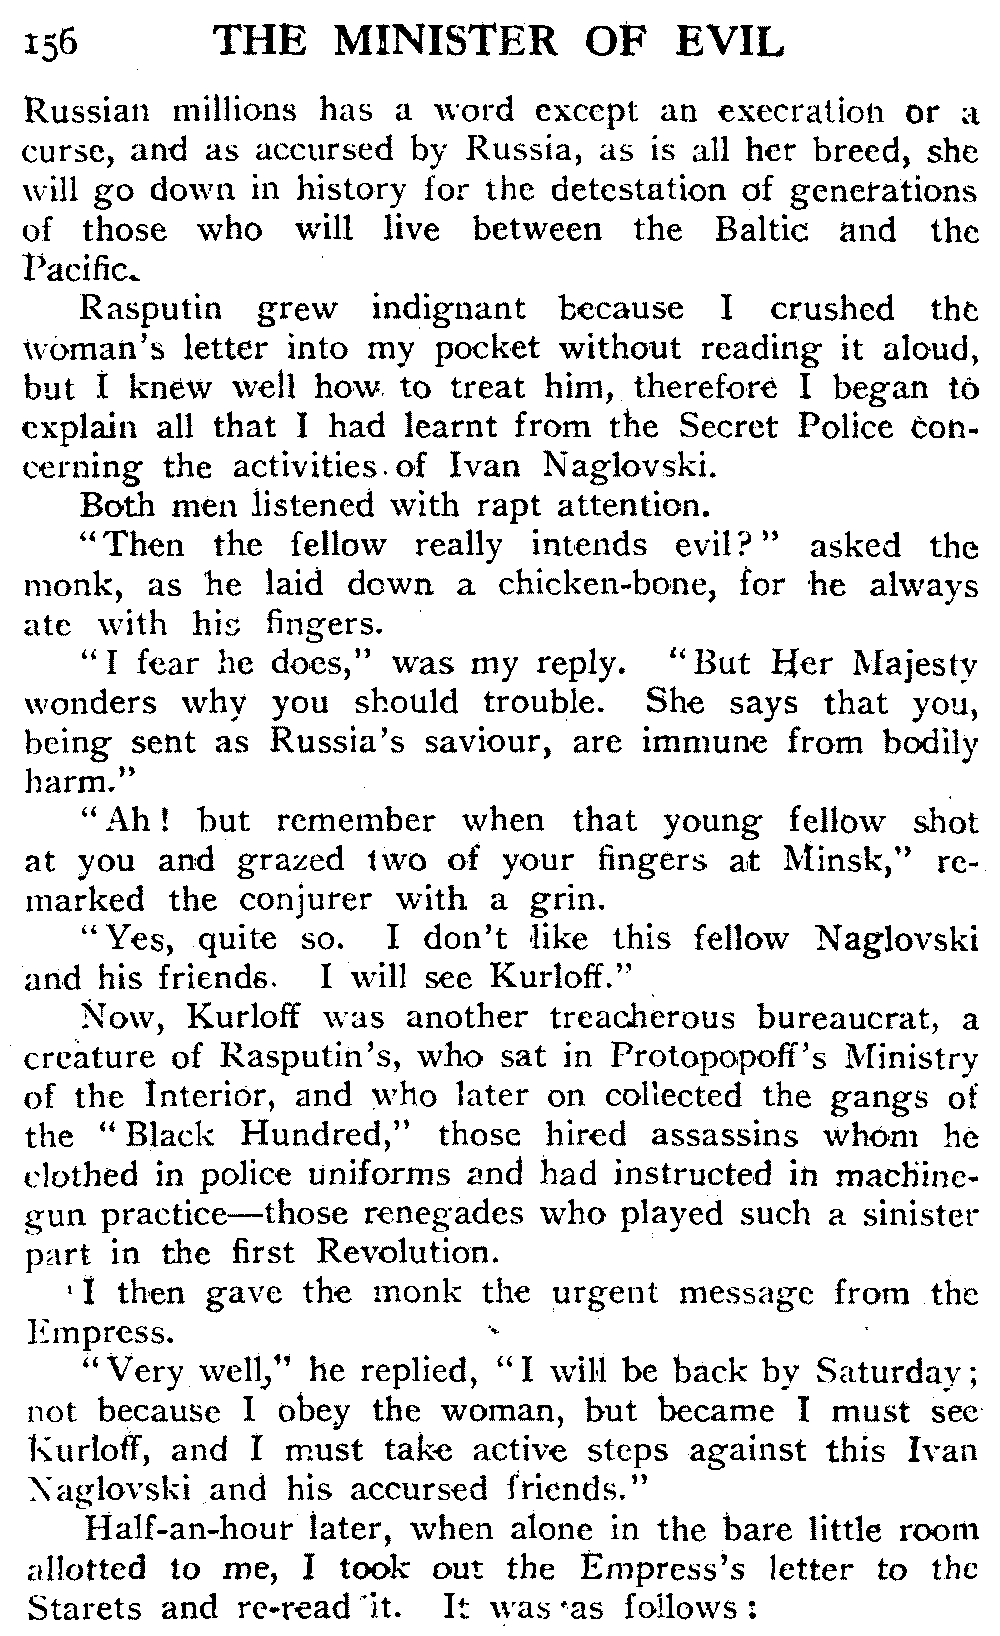 156 THE MINISTER OF EVIL
Russian millions has a word except an execration or a
curse, and as accursed by Russia, as is all her breed, she
will go down in history for the detestation of generations
of those who will live between the Baltic and the
Pacific.
Rasputin grew indignant because I crushed the
woman's letter into my pocket without reading it aloud,
but I knew well how to treat him, therefore I began to
explain all that I had learnt from the Secret Police con-
cerning the activities of Ivan Naglovski.
Both men listened with rapt attention.
"Then the fellow really intends evil?" asked the
monk, as he laid down a chicken-bone, for he always
ate with his fingers.
"I fear he does," was my reply. "But Her Majesty
wonders why you should trouble. She says that you,
being sent as Russia's saviour, are immune from bodily
harm."
"Ah! but remember when that young fellow shot
at you and grazed two of your fingers at Minsk," re-
marked the conjurer with a grin.
"Yes, quite so. I don't like this fellow Naglovski
and his friends. I will see Kurloff."
Now, Kurloff was another treacherous bureaucrat, a
creature of Rasputin's, who sat in Protopopoff's Ministry
of the Interior, and who later on collected the gangs of
the "Black Hundred," those hired assassins whom he
clothed in police uniforms and had instructed in machine-
gun practice—those renegades who played such a sinister
part in the first Revolution.
I then gave the monk the urgent message from the
Empress.
"Very well," he replied, "I will be back by Saturday;
not because I obey the woman, but became I must see
Kurloff, and I must take active steps against this Ivan
Naglovski and his accursed friends."
Half-an-hour later, when alone in the bare little room
allotted to me, I took out the Empress's letter to the
Starets and re-read it. It was as follows: